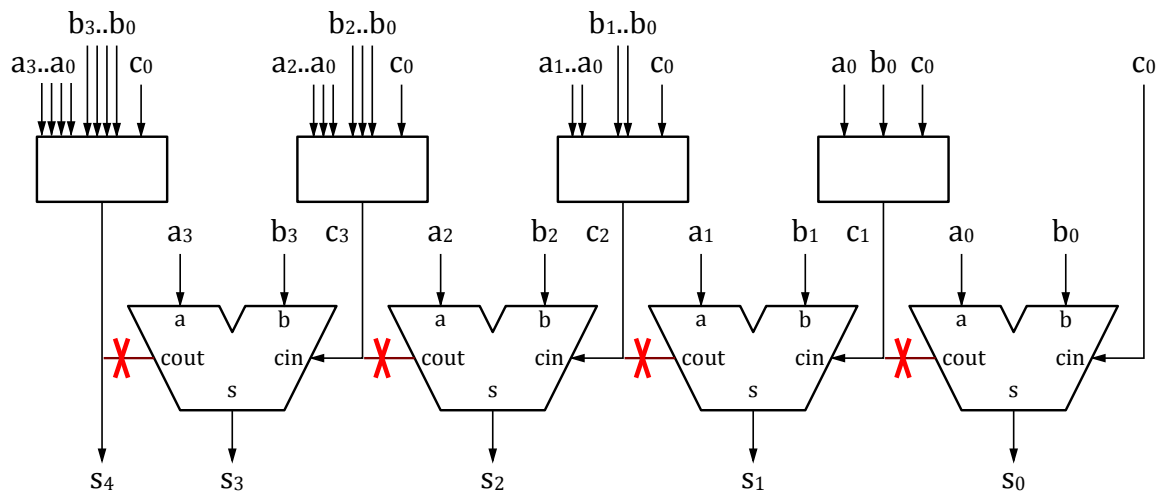 b₃..b₀ b₂..b₀ b₁..b₀
a₃..a₀ c₀ a₂..a₀ c₀ a₁..a₀ c₀ a₀ b₀ c₀ c₀
a₃ b₃ c₃ a₂ b₂ c₂ a₁ b₁ c₁ a₀ b₀
a b a b a b a b
cout cin cout cin cout cin cout cin
s s s s
s₄ s₃ s₂ s₁ s₀